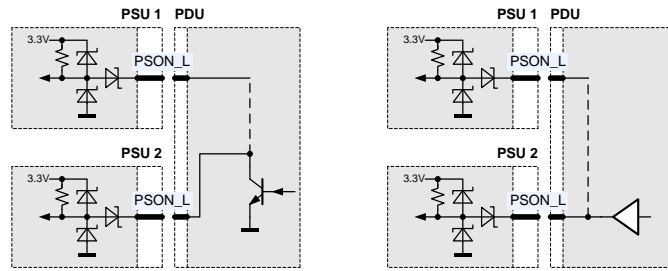 PSU 1 PDU
3.3V
PSON_L
PSU 2
3.3V
PSON_L
PSU 1 PDU
3.3V
PSON_L
PSU 2
3.3V
PSON_L